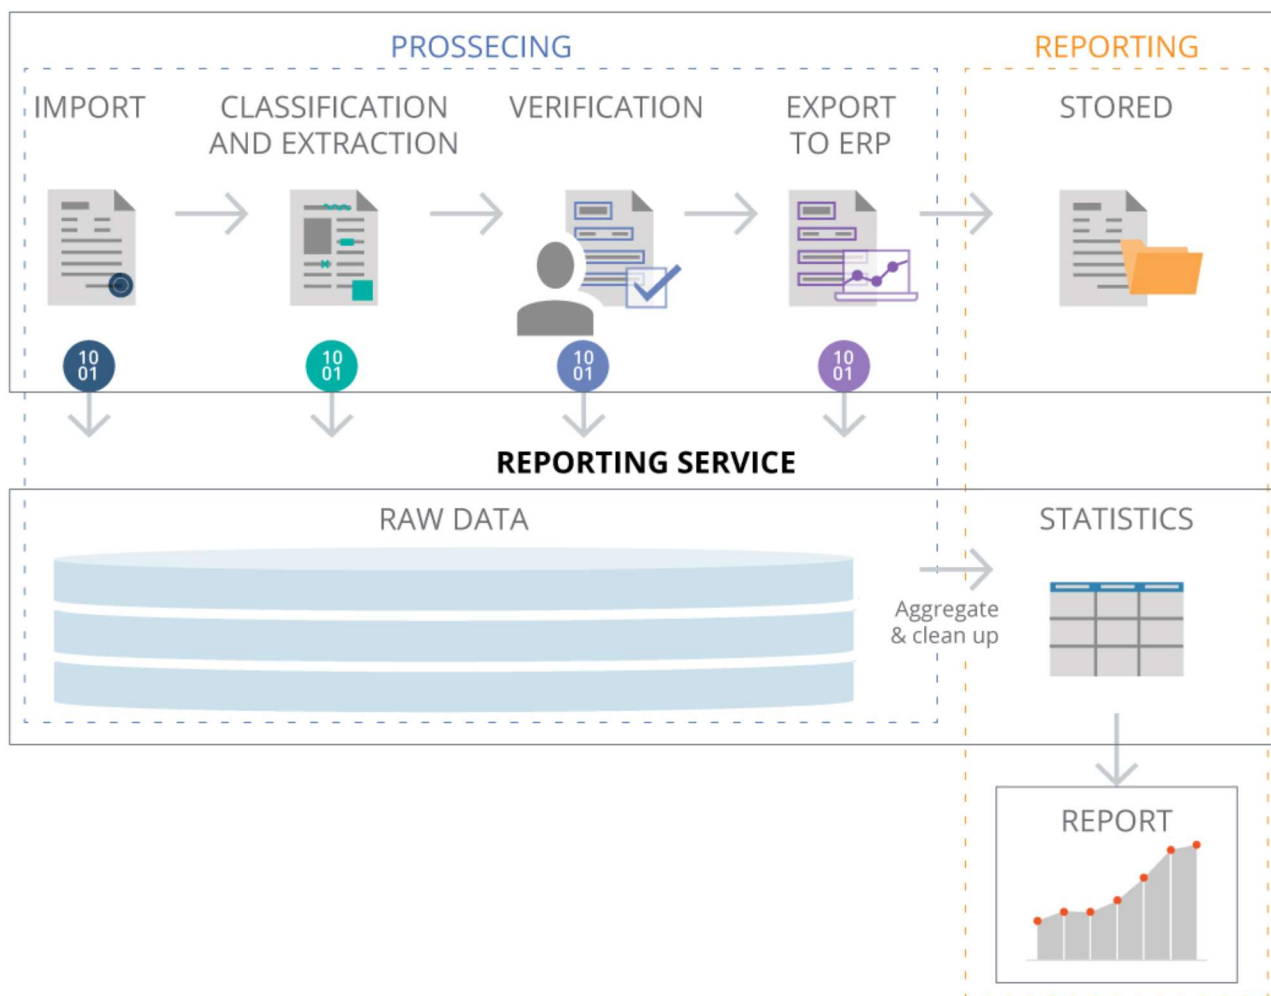 PROSSECING
REPORTING
IMPORT
CLASSIFICATION
AND EXTRACTION
VERIFICATION
EXPORT
TO ERP
STORED
10
01
10
01
10
01
10
01
REPORTING SERVICE
RAW DATA
STATISTICS
Aggregate
& clean up
REPORT